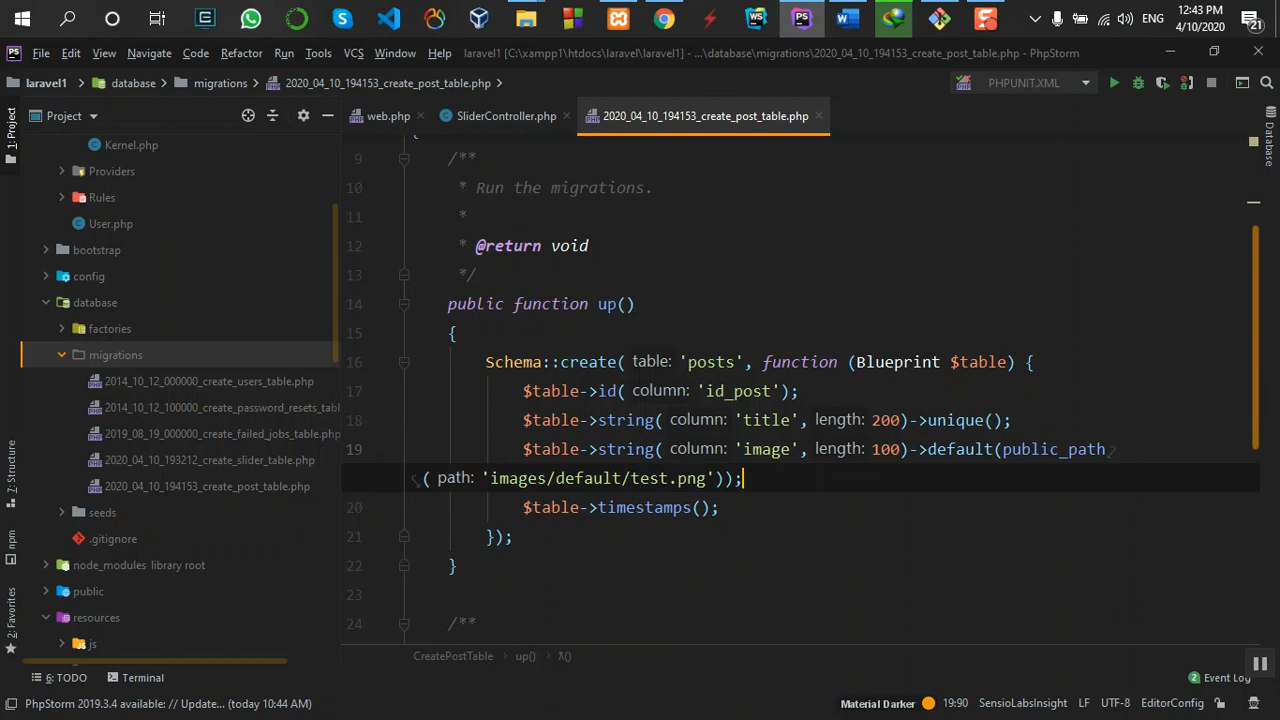 12:43 PM
ENG
4/10/2020
21
PS
File Edit View Navigate Code Refactor Run Tools VCS Window Help
laravel1 [C:\xampp1\htdocs\laravel\laravel1] - ...\database\migrations\2020_04_10_194153_create_post_table.php - PhpStorm
laravel1 > database > migrations > 2020_04_10_194153_create_post_table.php >
PHPUNIT.XML
Project
web.php
SliderController.php
2020_04_10_194153_create_post_table.php
1: Project
Database
Kernel.php
Providers
Rules
User.php
bootstrap
config
database
factories
migrations
2014_10_12_000000_create_users_table.php
2014_10_12_100000_create_password_resets_tabl
2019_08_19_000000_create_failed_jobs_table.php
2020_04_10_193212_create_slider_table.php
2020_04_10_194153_create_post_table.php
seeds
.gitignore
node_modules library root
public
resources
js
7: Structure
npm
2: Favorites
9 /**
10 * Run the migrations.
11 *
12 * @return void
13 */
14 public function up()
15 {
16 Schema::create( table: 'posts', function (Blueprint $table) {
17 $table->id( column: 'id_post');
18 $table->string( column: 'title', length: 200)->unique();
19 $table->string( column: 'image', length: 100)->default(public_path
( path: 'images/default/test.png'));
20 $table->timestamps();
21 });
22 }
23
24 /**
CreatePostTable > up() > λ()
6: TODO
Terminal
2 Event Log
PhpStorm 2019.3.4 available: // Update... (today 10:44 AM)
Material Darker
19:90
SensioLabsInsight
LF
UTF-8
EditorConfig